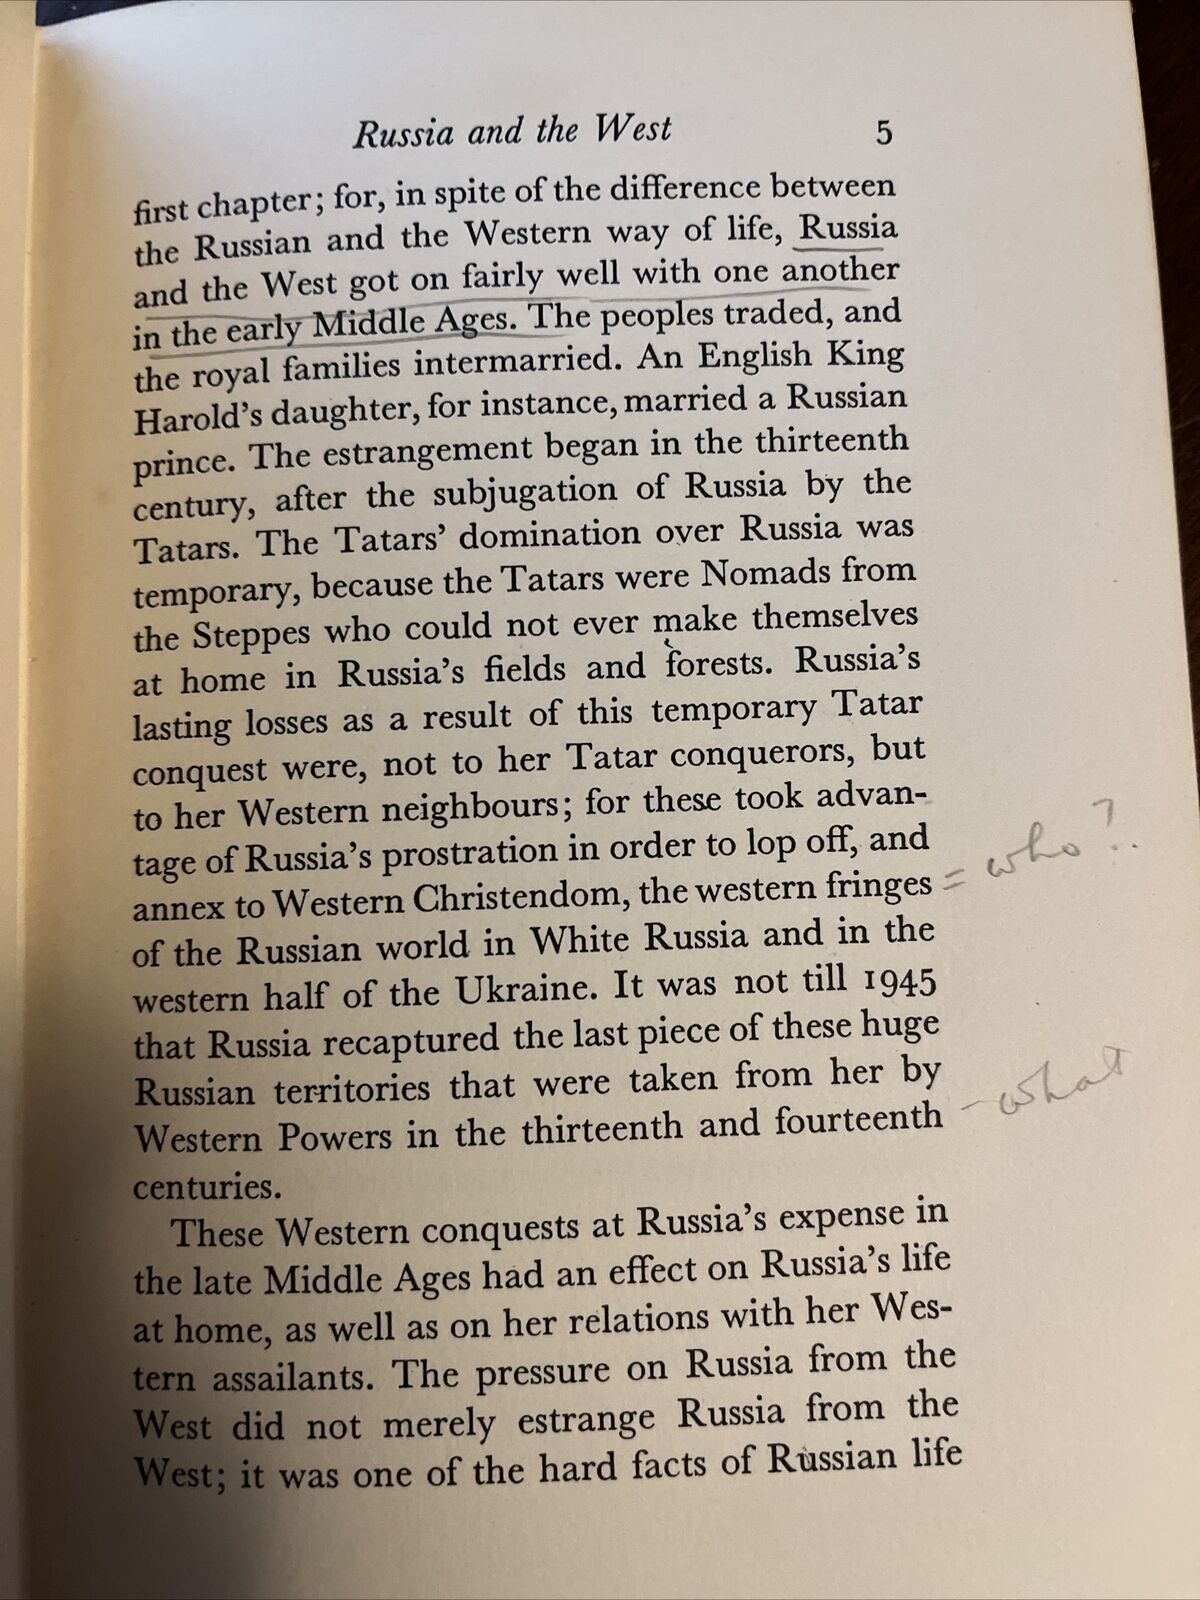 Russia and the West 5
first chapter; for, in spite of the difference between
the Russian and the Western way of life, Russia
and the West got on fairly well with one another
in the early Middle Ages. The peoples traded, and
the royal families intermarried. An English King
Harold's daughter, for instance, married a Russian
prince. The estrangement began in the thirteenth
century, after the subjugation of Russia by the
Tatars. The Tatars' domination over Russia was
temporary, because the Tatars were Nomads from
the Steppes who could not ever make themselves
at home in Russia's fields and forests. Russia's
lasting losses as a result of this temporary Tatar
conquest were, not to her Tatar conquerors, but
to her Western neighbours; for these took advan-
tage of Russia's prostration in order to lop off, and
annex to Western Christendom, the western fringes = who?
of the Russian world in White Russia and in the
western half of the Ukraine. It was not till 1945
that Russia recaptured the last piece of these huge
Russian territories that were taken from her by
Western Powers in the thirteenth and fourteenth - what
centuries.
These Western conquests at Russia's expense in
the late Middle Ages had an effect on Russia's life
at home, as well as on her relations with her Wes-
tern assailants. The pressure on Russia from the
West did not merely estrange Russia from the
West; it was one of the hard facts of Russian life